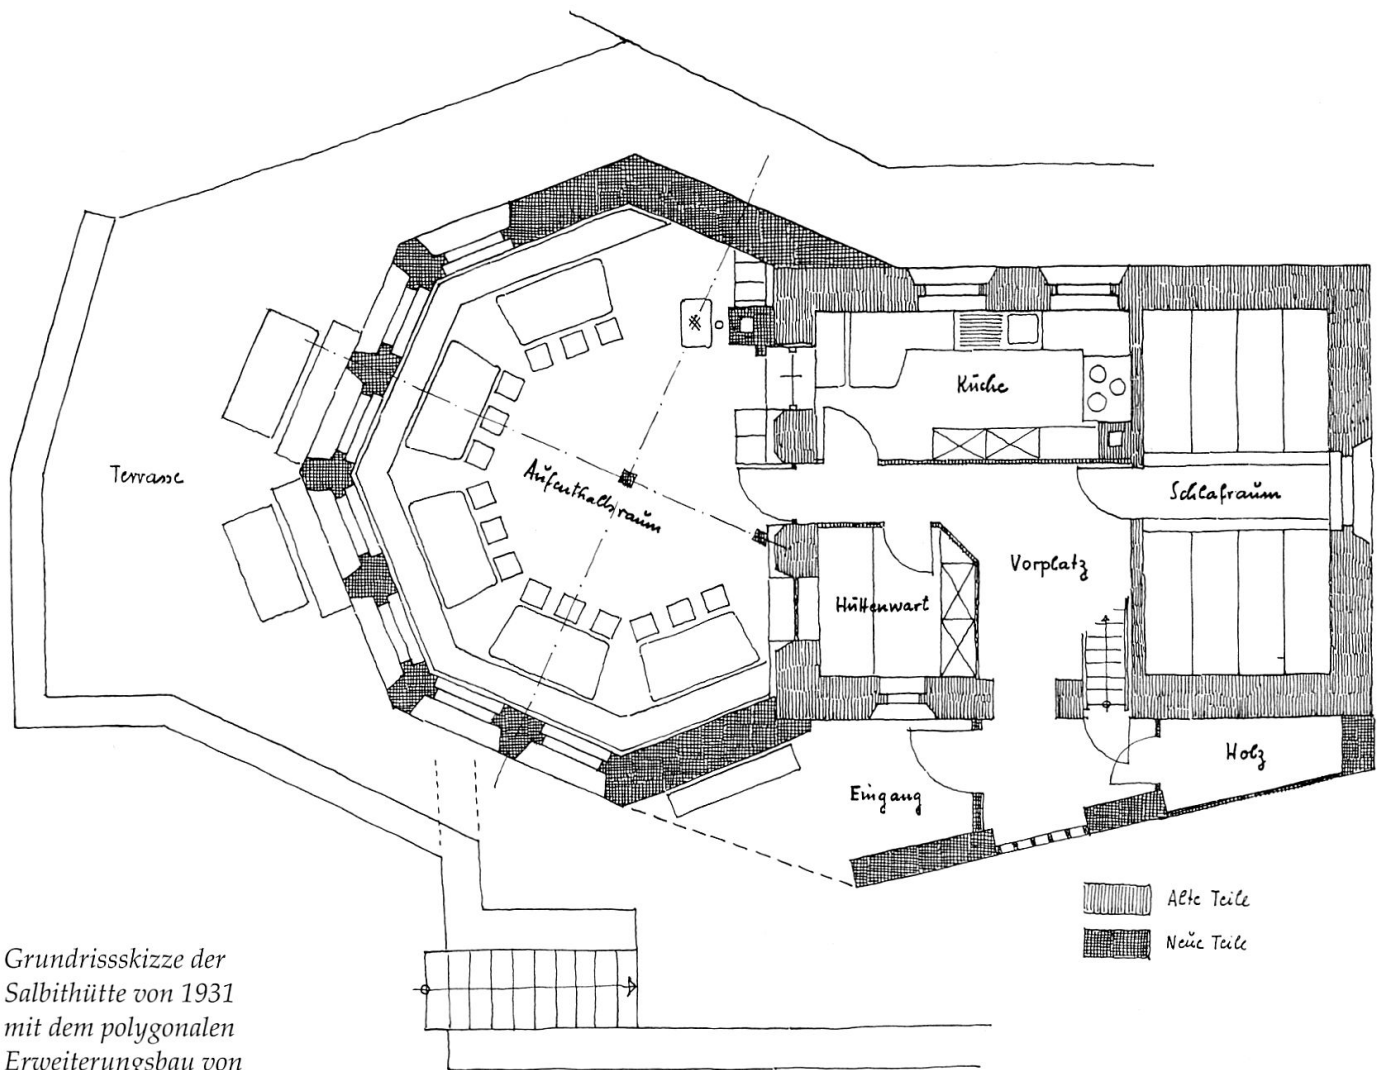 Küche
Terrasse
Aufenthaltsraum
Schlafraum
Vorplatz
Hüttenwart
Holz
Eingang
Alte Teile
Neue Teile
Grundrissskizze der
Salbithütte von 1931
mit dem polygonalen
Erweiterungsbau von